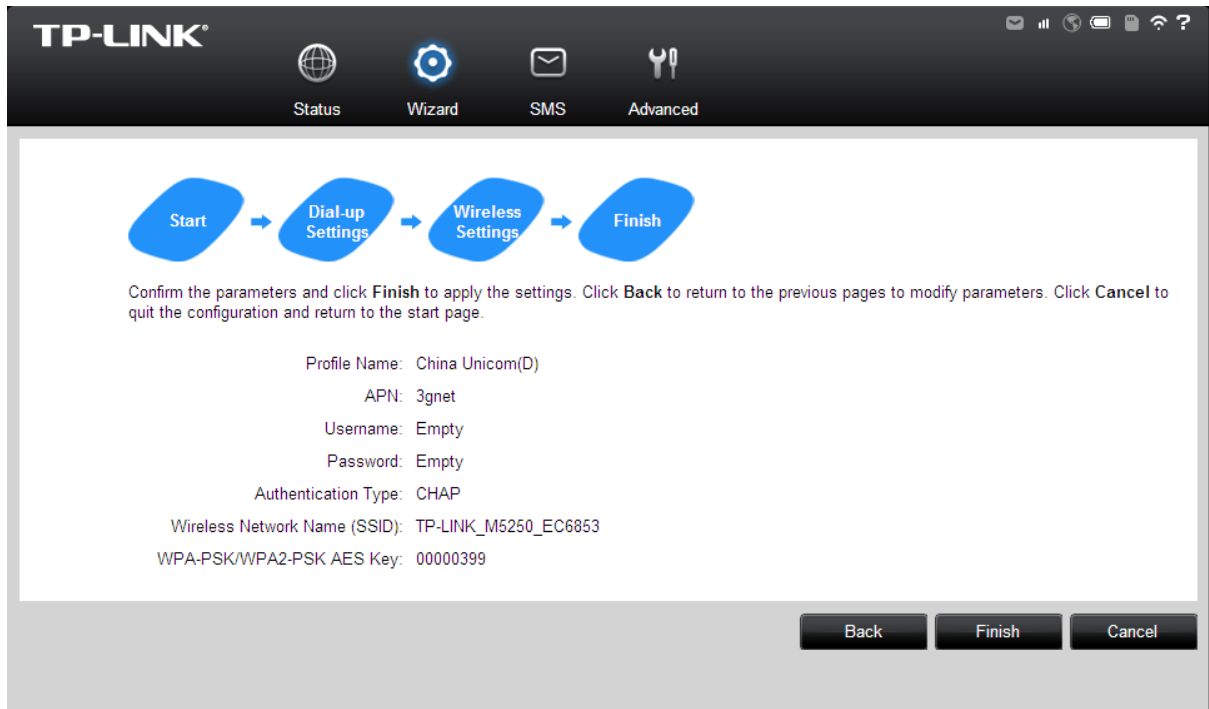 TP-LINK®
?
Status Wizard SMS Advanced
Start Dial-up Settings Wireless Settings Finish
Confirm the parameters and click Finish to apply the settings. Click Back to return to the previous pages to modify parameters. Click Cancel to
quit the configuration and return to the start page.
Profile Name: China Unicom(D)
APN: 3gnet
Username: Empty
Password: Empty
Authentication Type: CHAP
Wireless Network Name (SSID): TP-LINK_M5250_EC6853
WPA-PSK/WPA2-PSK AES Key: 00000399
Back Finish Cancel